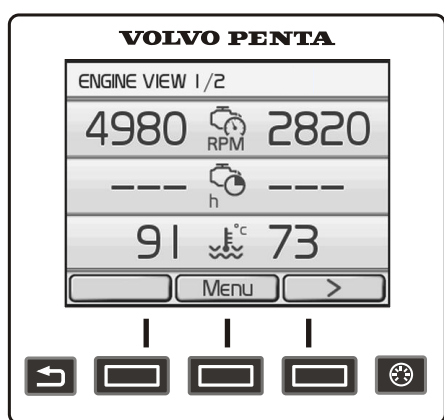 VOLVO PENTA
ENGINE VIEW 1/2
4980 RPM 2820
--- h ---
91 °C 73
Menu >